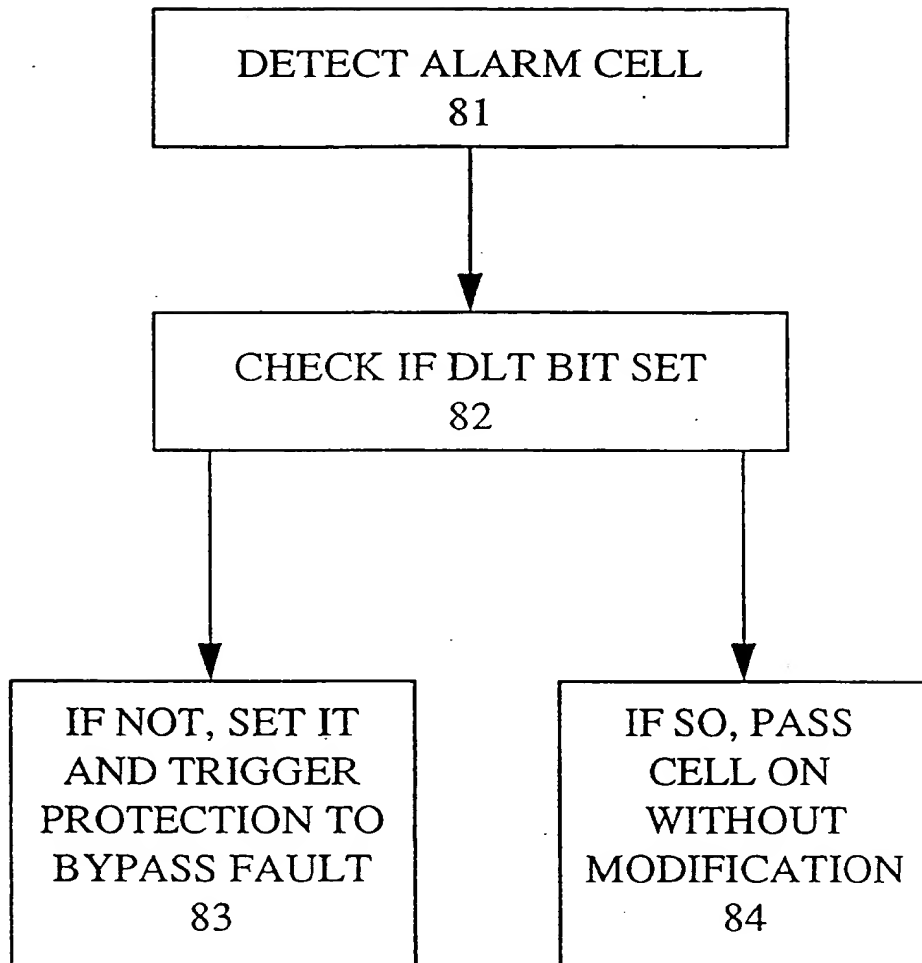 DETECT ALARM CELL
81
CHECK IF DLT BIT SET
82
IF NOT, SET IT
AND TRIGGER
PROTECTION TO
BYPASS FAULT
83
IF SO, PASS
CELL ON
WITHOUT
MODIFICATION
84